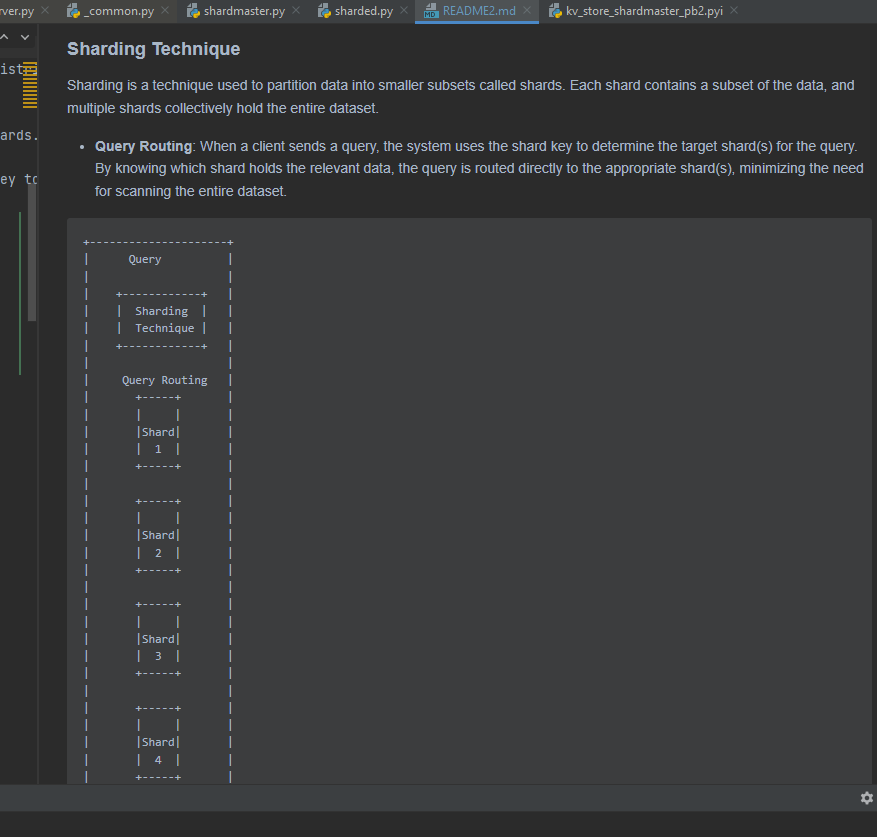 rver.py _common.py shardmaster.py sharded.py README2.md kv_store_shardmaster_pb2.pyi
Sharding Technique
ist
Sharding is a technique used to partition data into smaller subsets called shards. Each shard contains a subset of the data, and
multiple shards collectively hold the entire dataset.
ards.
• Query Routing: When a client sends a query, the system uses the shard key to determine the target shard(s) for the query.
By knowing which shard holds the relevant data, the query is routed directly to the appropriate shard(s), minimizing the need
ey to
for scanning the entire dataset.
+---------------------+
|      Query          |
|                     |
|    +------------+   |
|    |  Sharding  |   |
|    |  Technique |   |
|    +------------+   |
|                     |
|     Query Routing   |
|       +-----+       |
|       |     |       |
|       |Shard|       |
|       |  1  |       |
|       +-----+       |
|                     |
|       +-----+       |
|       |     |       |
|       |Shard|       |
|       |  2  |       |
|       +-----+       |
|                     |
|       +-----+       |
|       |     |       |
|       |Shard|       |
|       |  3  |       |
|       +-----+       |
|                     |
|       +-----+       |
|       |     |       |
|       |Shard|       |
|       |  4  |       |
|       +-----+       |